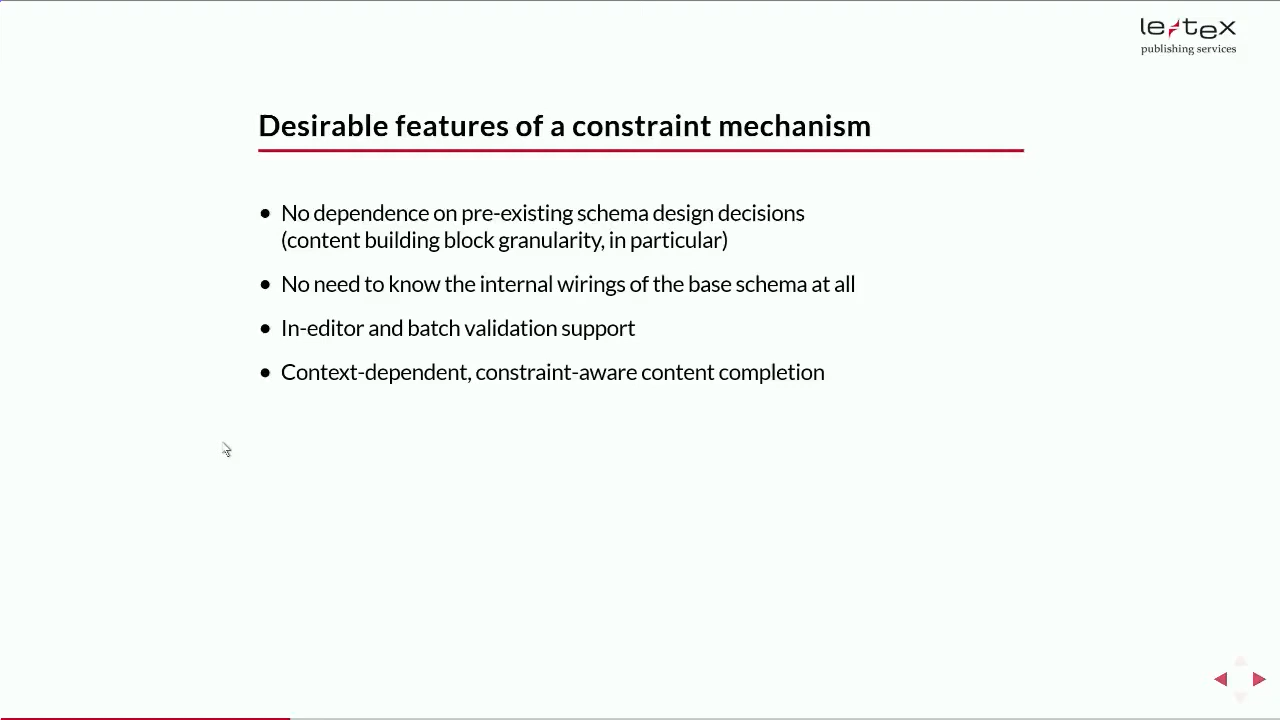 le-tex
publishing services
Desirable features of a constraint mechanism
• No dependence on pre-existing schema design decisions
(content building block granularity, in particular)
• No need to know the internal wirings of the base schema at all
• In-editor and batch validation support
• Context-dependent, constraint-aware content completion